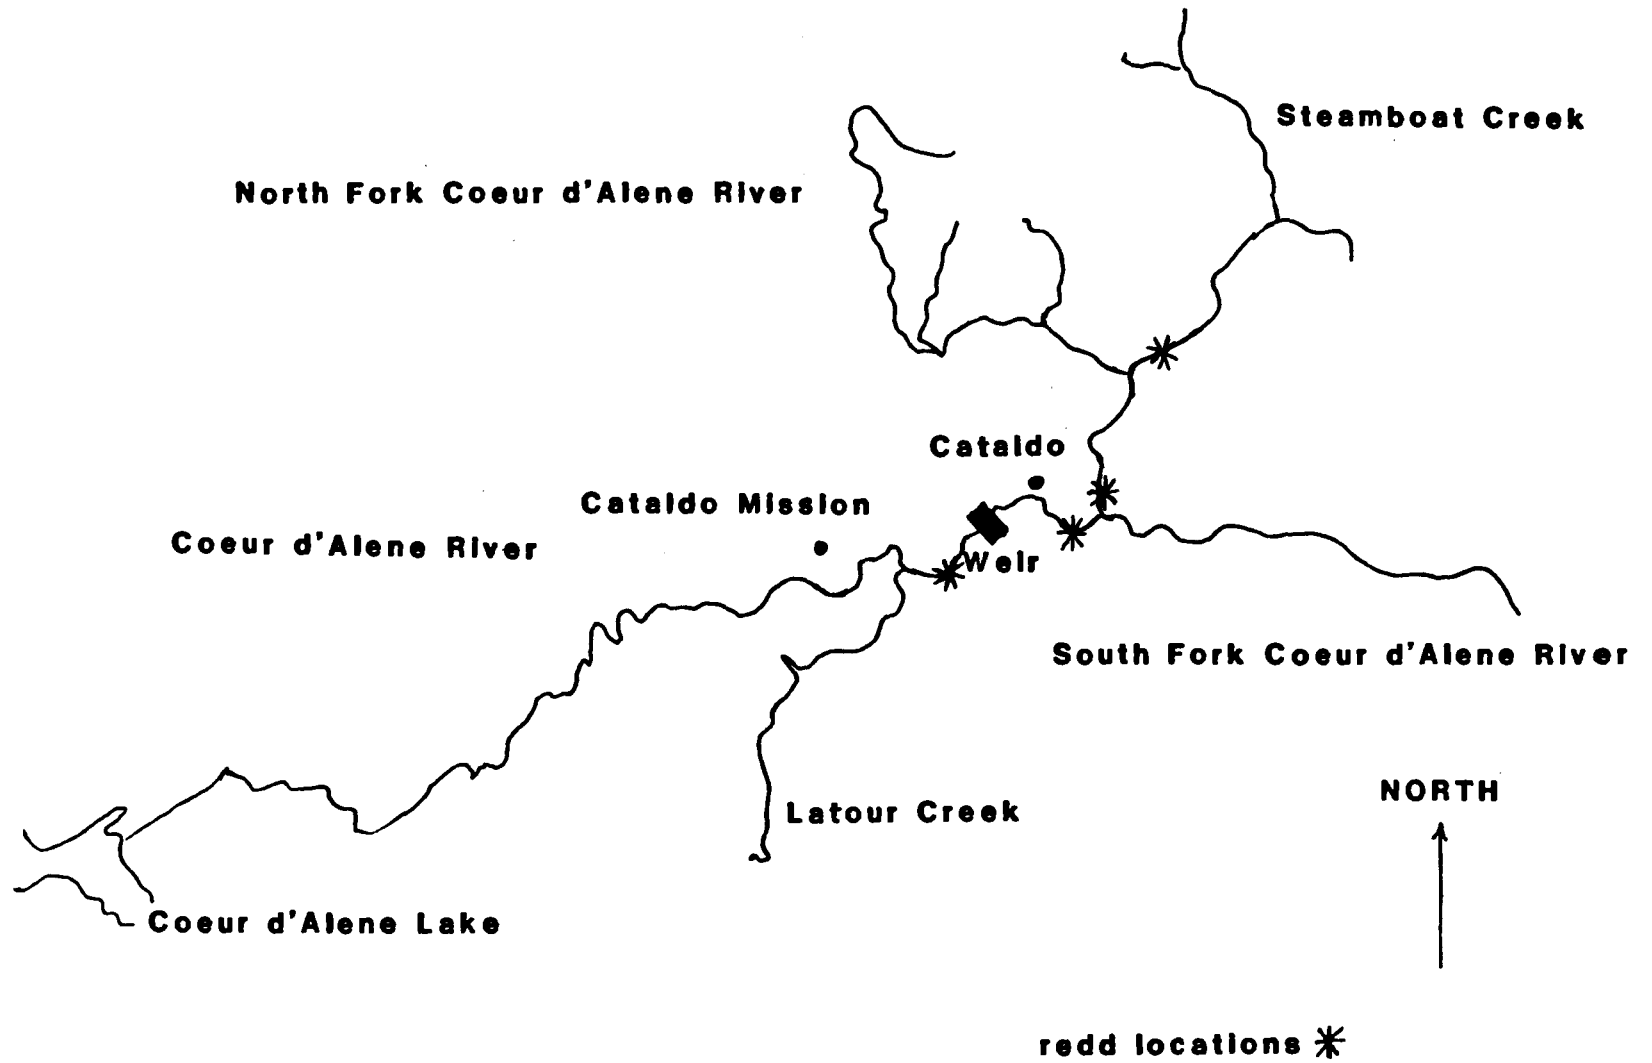 Steamboat Creek
North Fork Coeur d'Alene River
Cataldo
Cataldo Mission
Coeur d'Alene River
Weir
South Fork Coeur d'Alene River
NORTH
Latour Creek
Coeur d'Alene Lake
redd locations